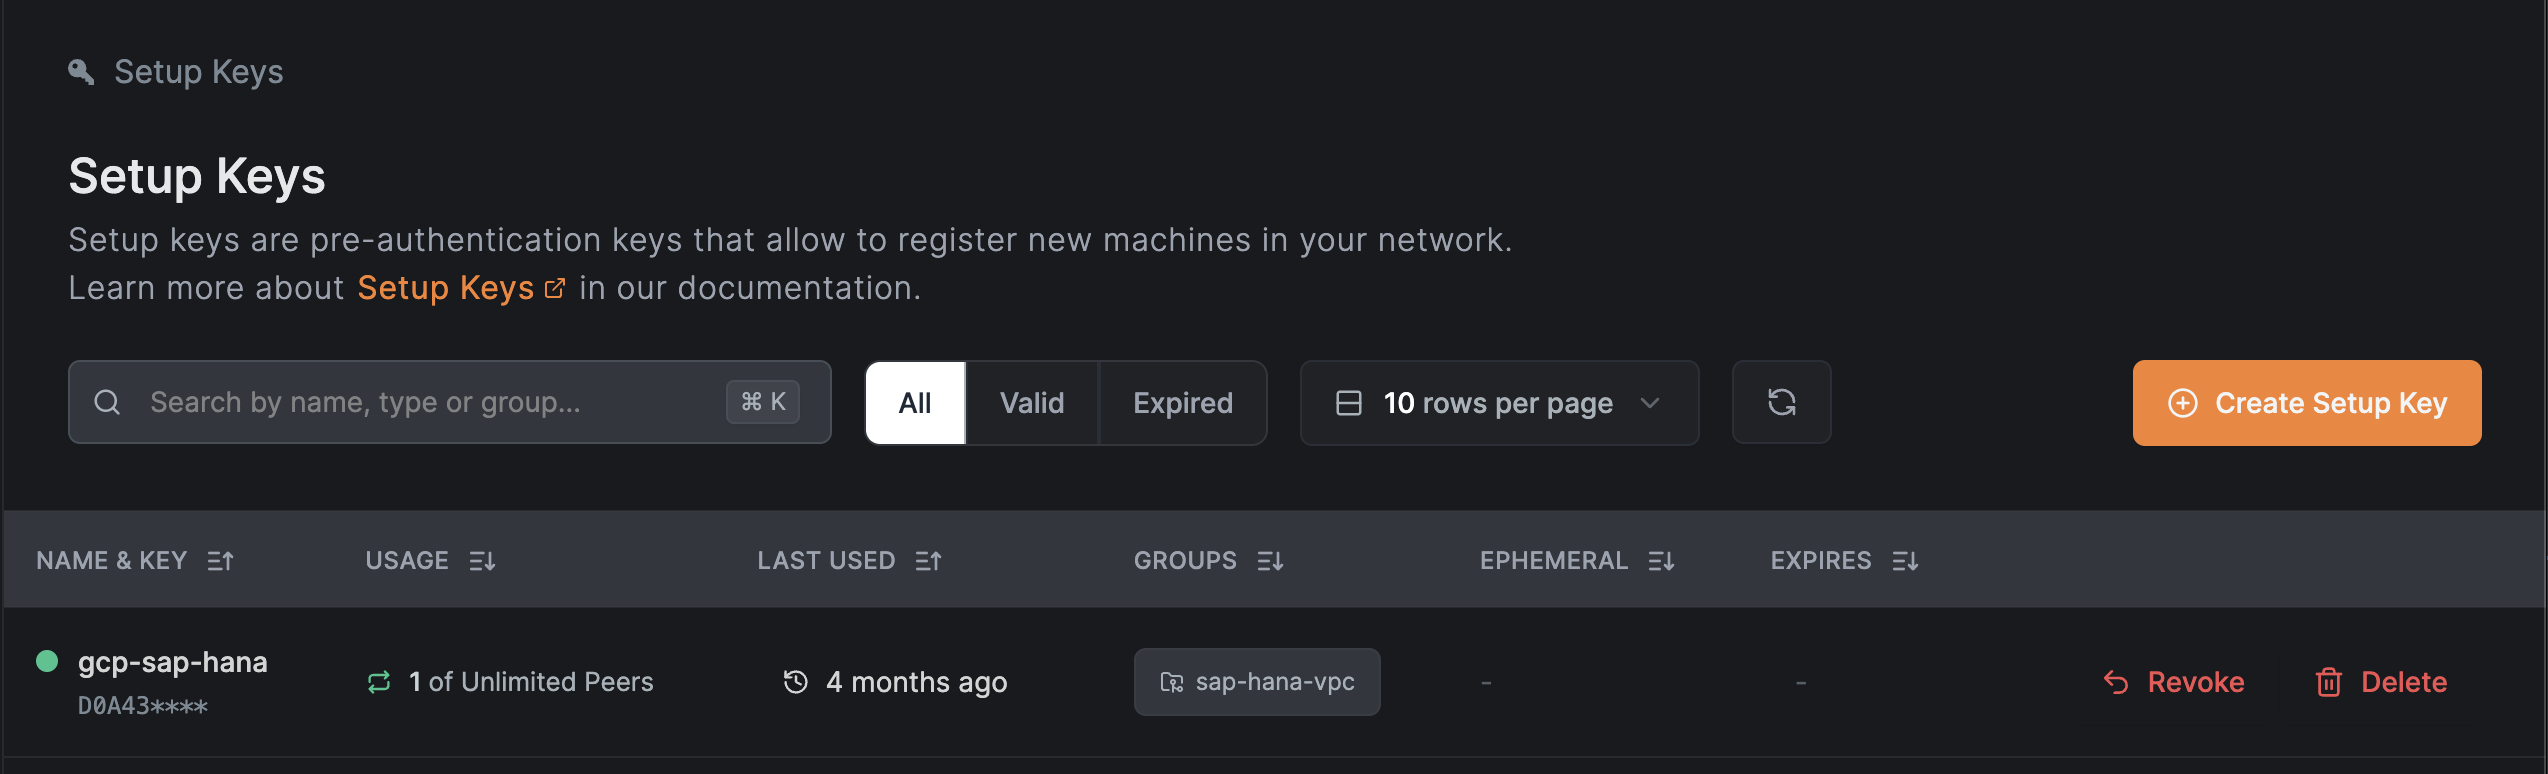 Setup Keys
Setup Keys
Setup keys are pre-authentication keys that allow to register new machines in your network.
Learn more about Setup Keys in our documentation.
Search by name, type or group... ⌘ K All Valid Expired 10 rows per page Create Setup Key
NAME & KEY USAGE LAST USED GROUPS EPHEMERAL EXPIRES
gcp-sap-hana 1 of Unlimited Peers 4 months ago sap-hana-vpc - - Revoke Delete
D0A43****